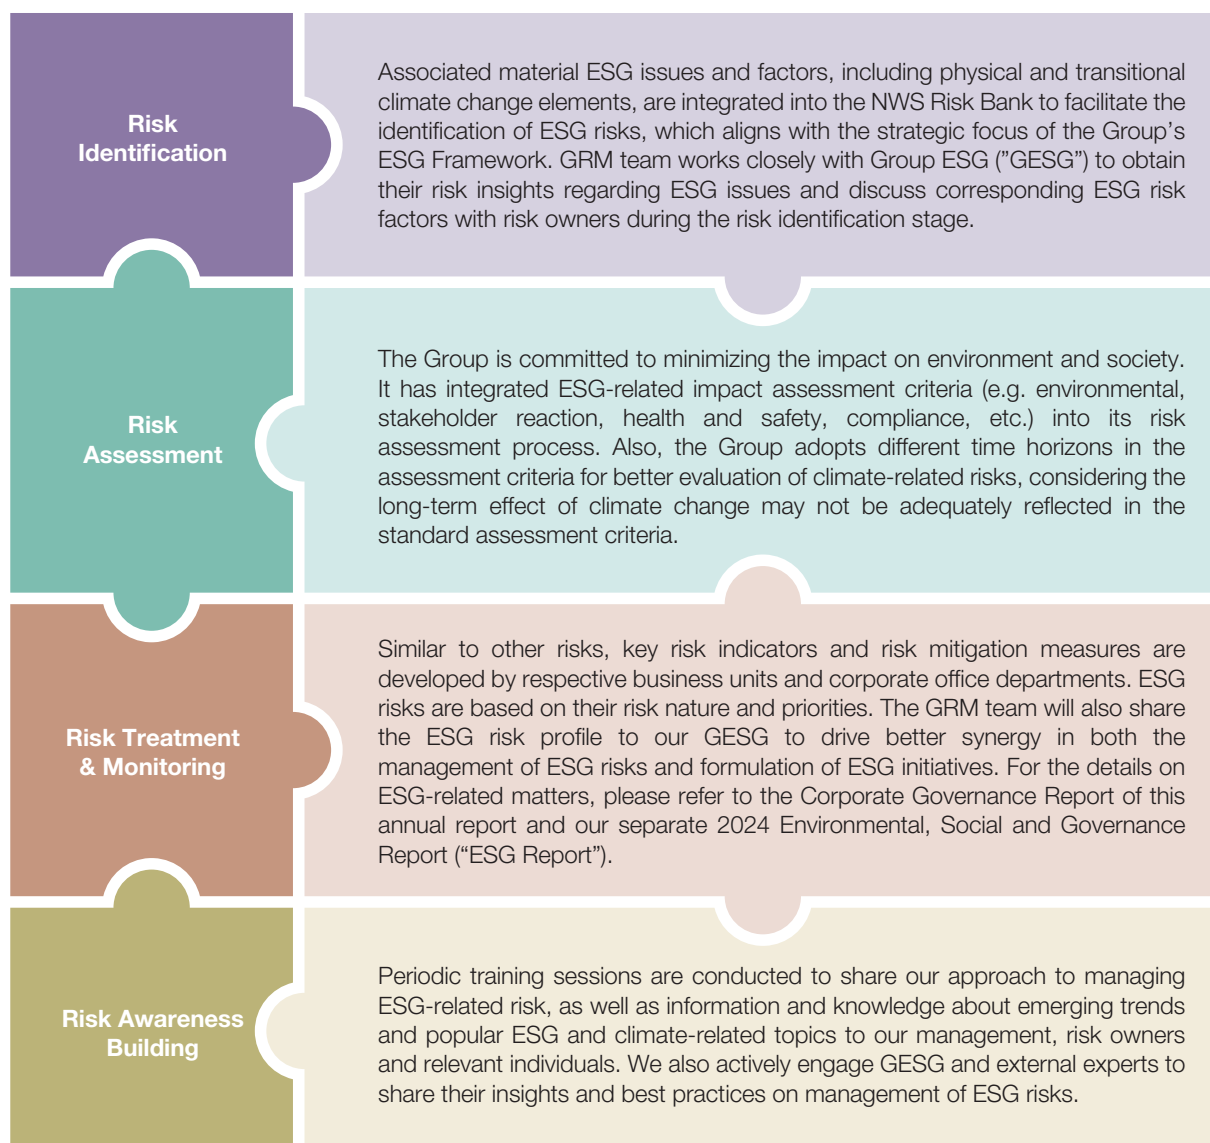 Risk
Identification
Associated material ESG issues and factors, including physical and transitional
climate change elements, are integrated into the NWS Risk Bank to facilitate the
identification of ESG risks, which aligns with the strategic focus of the Group’s
ESG Framework. GRM team works closely with Group ESG (”GESG”) to obtain
their risk insights regarding ESG issues and discuss corresponding ESG risk
factors with risk owners during the risk identification stage.
Risk
Assessment
The Group is committed to minimizing the impact on environment and society.
It has integrated ESG-related impact assessment criteria (e.g. environmental,
stakeholder reaction, health and safety, compliance, etc.) into its risk
assessment process. Also, the Group adopts different time horizons in the
assessment criteria for better evaluation of climate-related risks, considering the
long-term effect of climate change may not be adequately reflected in the
standard assessment criteria.
Risk Treatment
& Monitoring
Similar to other risks, key risk indicators and risk mitigation measures are
developed by respective business units and corporate office departments. ESG
risks are based on their risk nature and priorities. The GRM team will also share
the ESG risk profile to our GESG to drive better synergy in both the
management of ESG risks and formulation of ESG initiatives. For the details on
ESG-related matters, please refer to the Corporate Governance Report of this
annual report and our separate 2024 Environmental, Social and Governance
Report (“ESG Report”).
Risk Awareness
Building
Periodic training sessions are conducted to share our approach to managing
ESG-related risk, as well as information and knowledge about emerging trends
and popular ESG and climate-related topics to our management, risk owners
and relevant individuals. We also actively engage GESG and external experts to
share their insights and best practices on management of ESG risks.